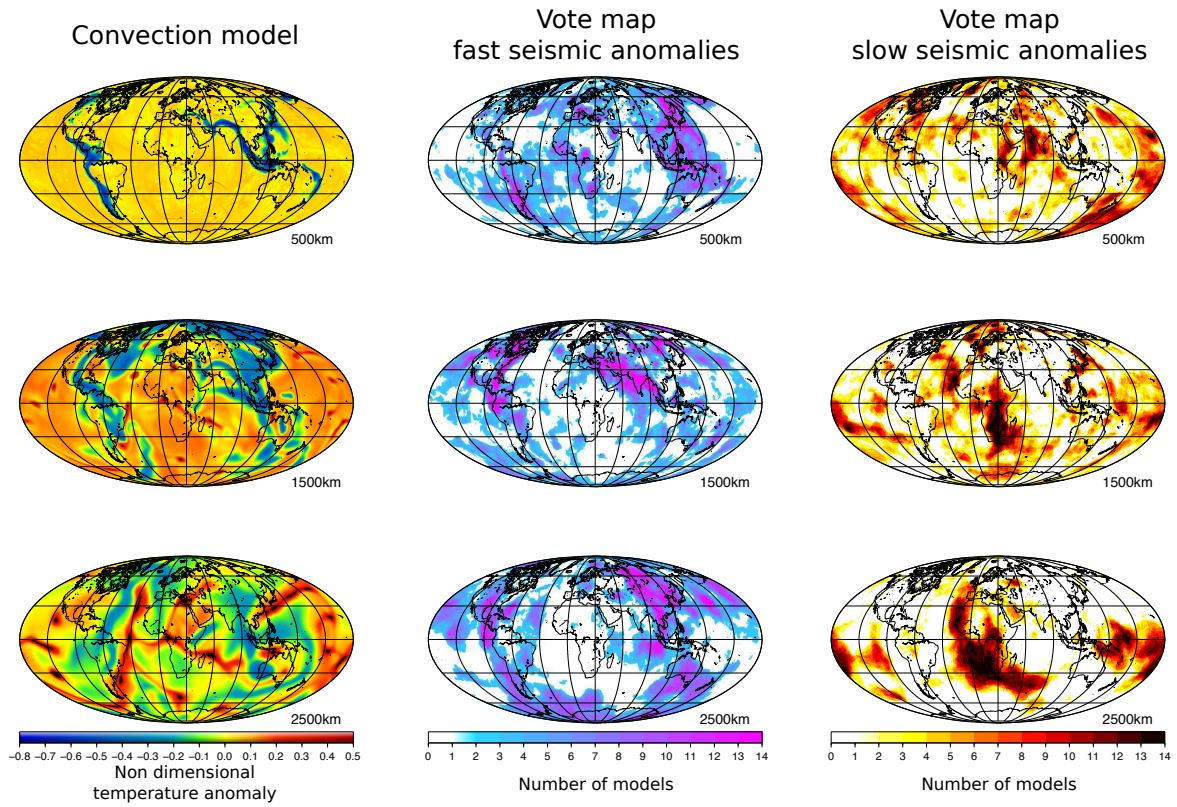 Convection model
Vote map
fast seismic anomalies
Vote map
slow seismic anomalies
500km
500km
500km
1500km
1500km
1500km
2500km
2500km
2500km
−0.8 −0.7 −0.6 −0.5 −0.4 −0.3 −0.2 −0.1 0.0 0.1 0.2 0.3 0.4 0.5
Non dimensional
temperature anomaly
0 1 2 3 4 5 6 7 8 9 10 11 12 13 14
Number of models
0 1 2 3 4 5 6 7 8 9 10 11 12 13 14
Number of models